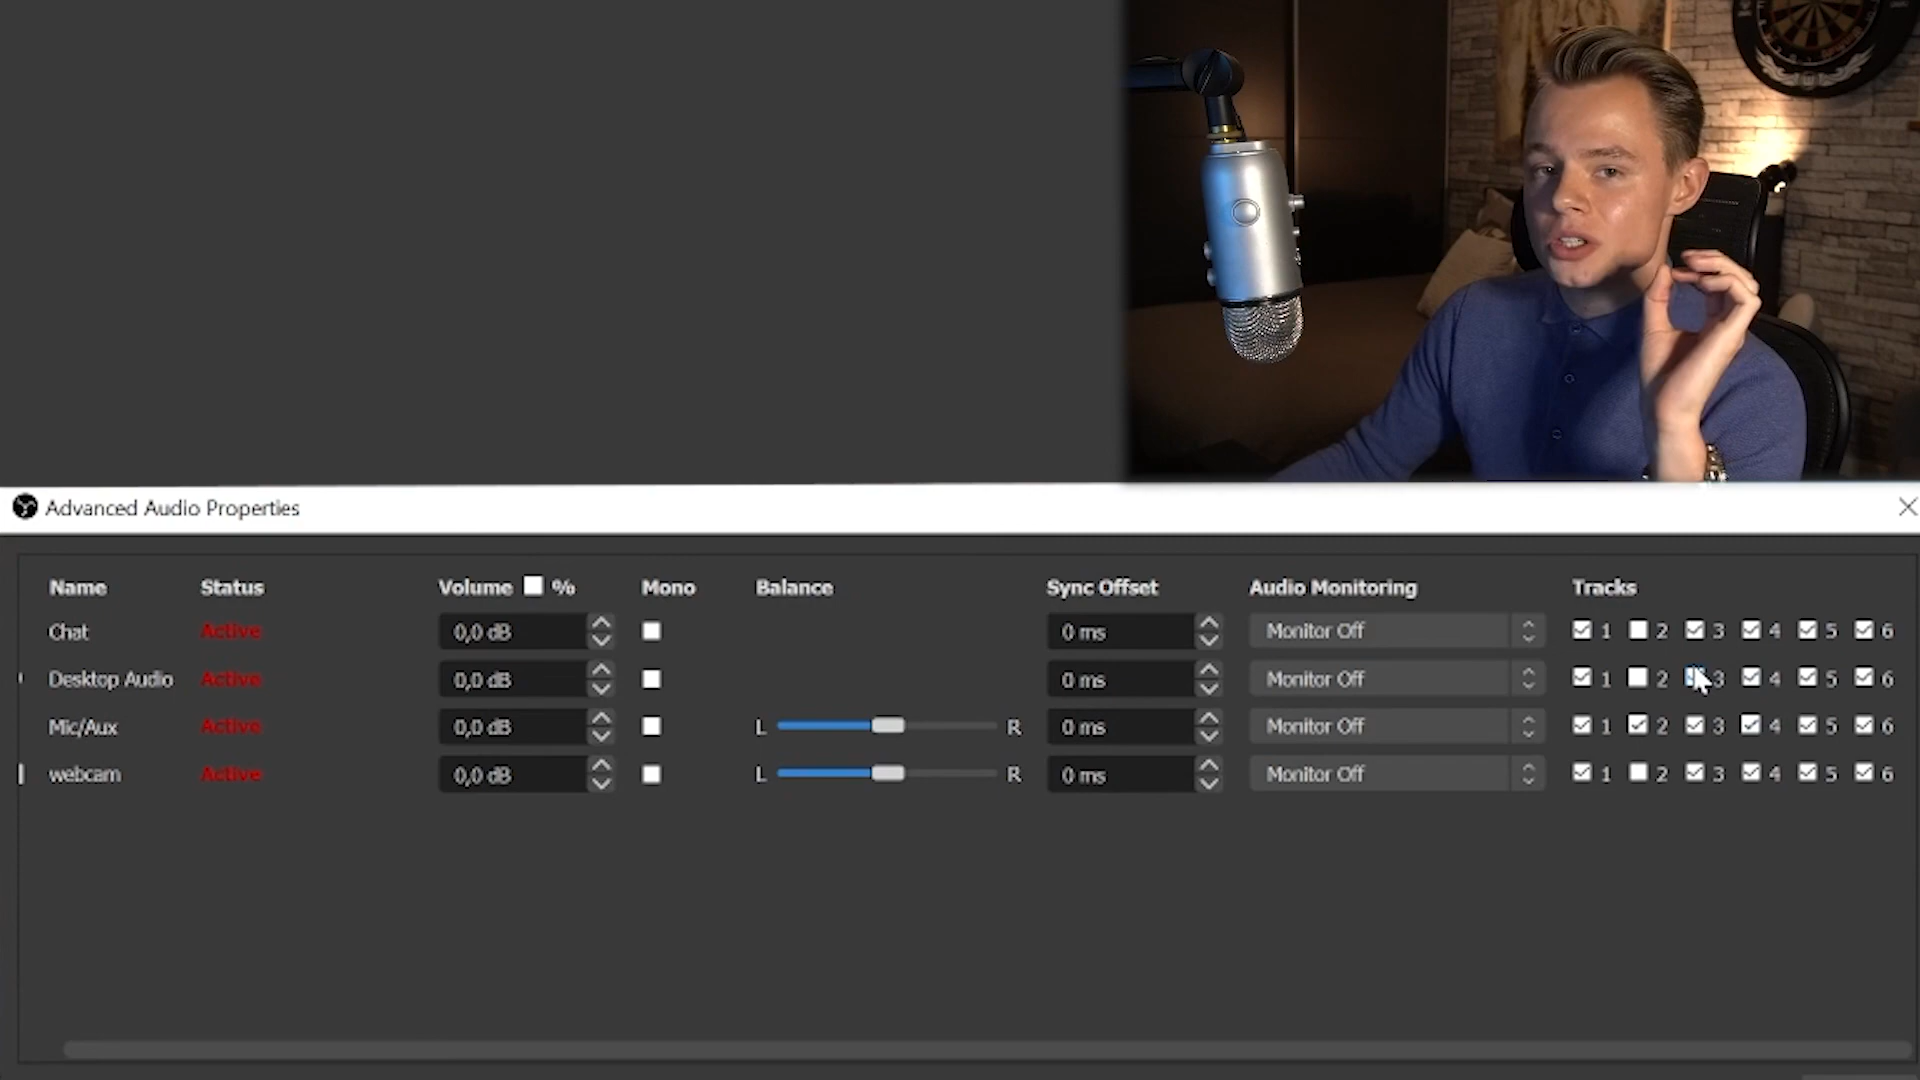 Advanced Audio Properties
Name Status Volume % Mono Balance Sync Offset Audio Monitoring Tracks
Chat Active 0,0 dB 0 ms Monitor Off 1 2 3 4 5 6
Desktop Audio Active 0,0 dB 0 ms Monitor Off 1 2 3 4 5 6
Mic/Aux Active 0,0 dB L R 0 ms Monitor Off 1 2 3 4 5 6
webcam Active 0,0 dB L R 0 ms Monitor Off 1 2 3 4 5 6